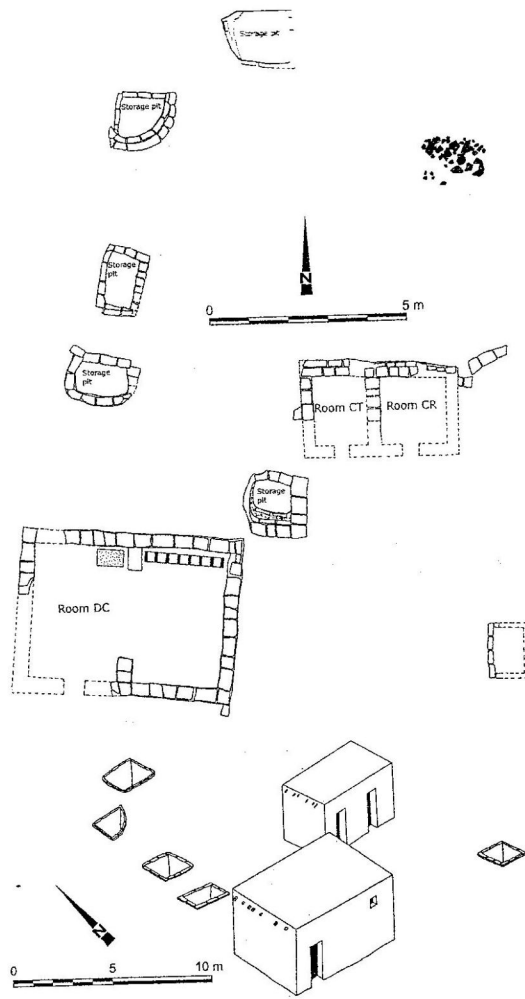 Storage pit
Storage pit
N
Storage
pit
0 5 m
Storage
pit
Room CT Room CR
Storage
pit
Room DC
N
0 5 10 m